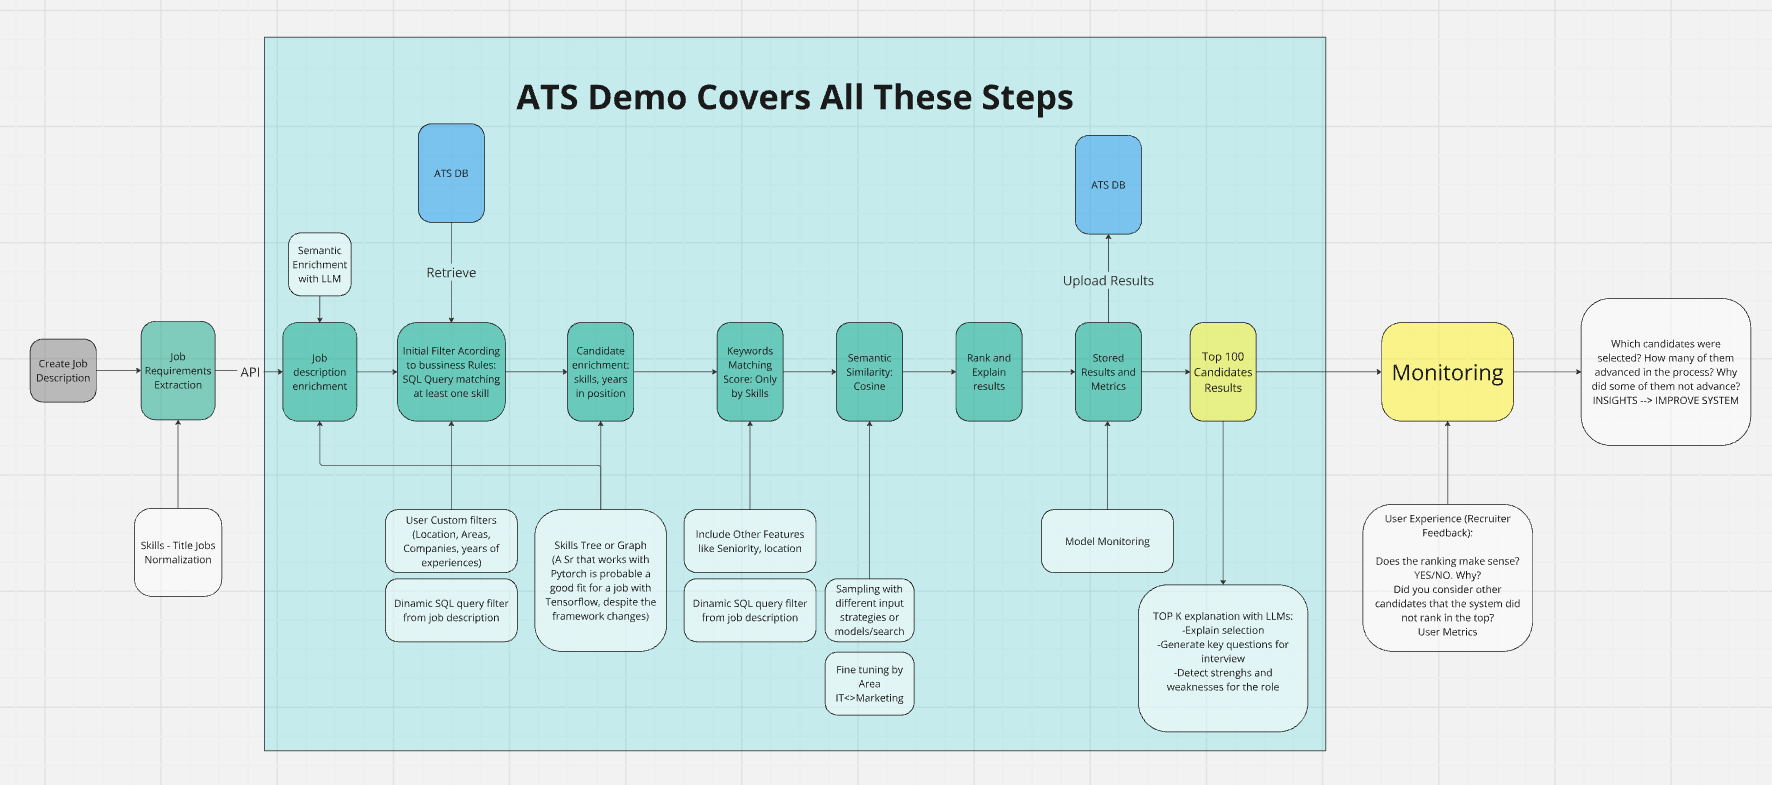 ATS Demo Covers All These Steps
ATS DB
ATS DB
Semantic
Enrichment
with LLM
Retrieve
Upload Results
Create Job
Description
Job
Requirements
Extraction
API
Job
description
enrichment
Initial Filter Acording
to bussiness Rules:
SQL Query matching
at least one skill
Candidate
enrichment:
skills, years
in position
Keywords
Matching
Score: Only
by Skills
Semantic
Similarity:
Cosine
Rank and
Explain
results
Stored
Results and
Metrics
Top 100
Candidates
Results
Monitoring
Which candidates were
selected? How many of them
advanced in the process? Why
did some of them not advance?
INSIGHTS --> IMPROVE SYSTEM
Skills - Title Jobs
Normalization
User Custom filters
(Location, Areas,
Companies, years of
experiences)
Dinamic SQL query filter
from job description
Skills Tree or Graph
(A Sr that works with
Pytorch is probable a
good fit for a job with
Tensorflow, despite the
framework changes)
Include Other Features
like Seniority, location
Dinamic SQL query filter
from job description
Sampling with
different input
strategies or
models/search
Fine tuning by
Area
IT<>Marketing
Model Monitoring
TOP K explanation with LLMs:
-Explain selection
-Generate key questions for
interview
-Detect strenghs and
weaknesses for the role
User Experience (Recruiter
Feedback):
Does the ranking make sense?
YES/NO. Why?
Did you consider other
candidates that the system did
not rank in the top?
User Metrics